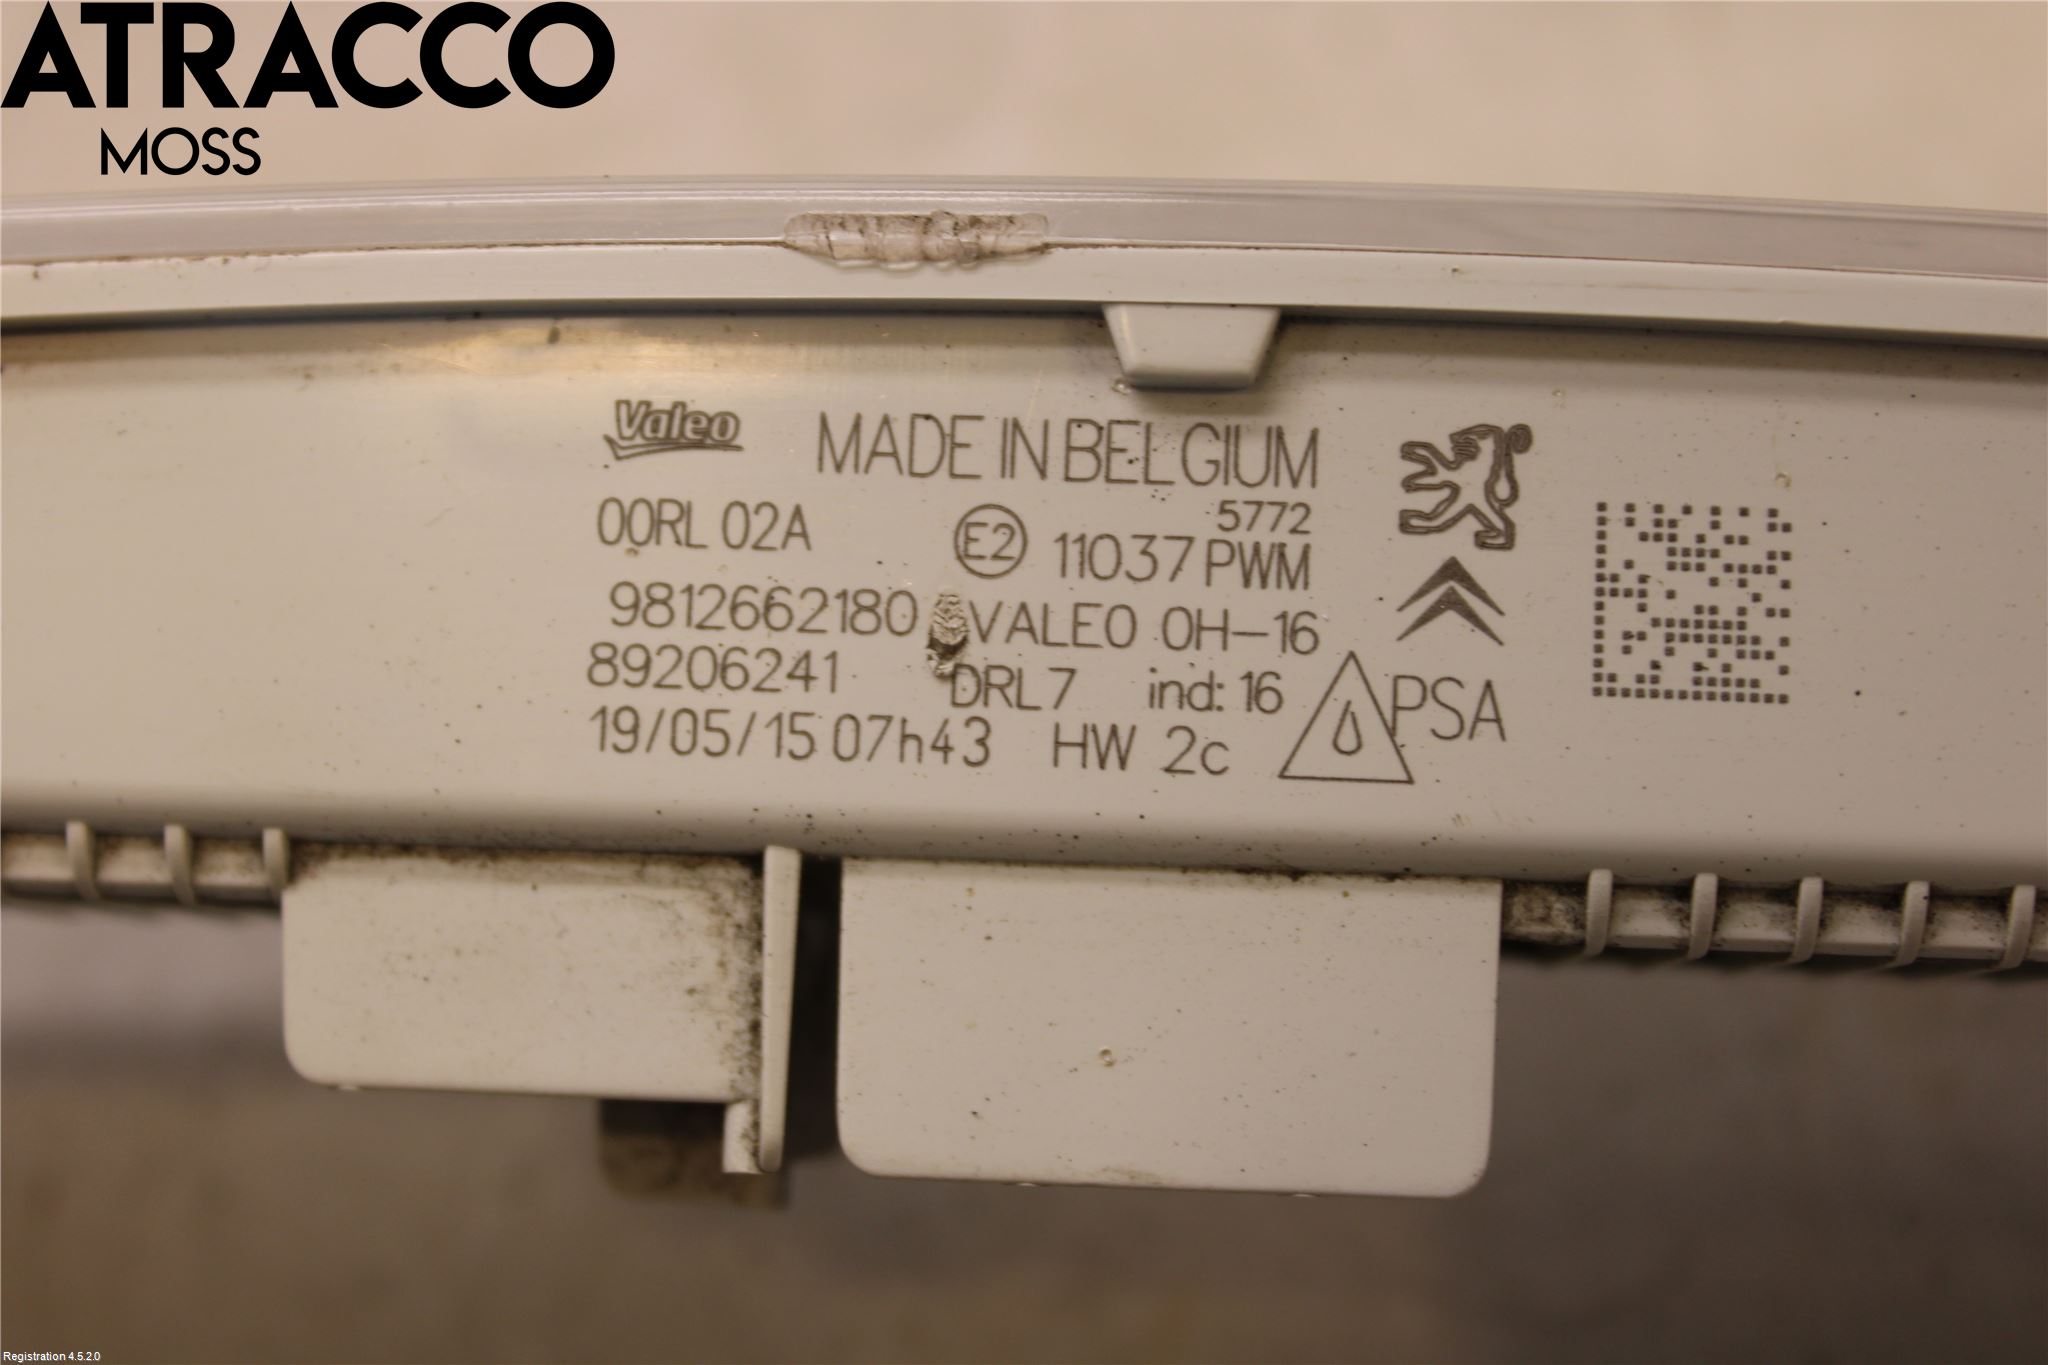 ATRACCO
MOSS
Valeo MADE IN BELGIUM
5772
00RL 02A E2 11037 PWM
9812662180 VALEO 0H-16
89206241 DRL7 ind: 16 PSA
19/05/15 07h43 HW 2c
Registration 4.5.2.0